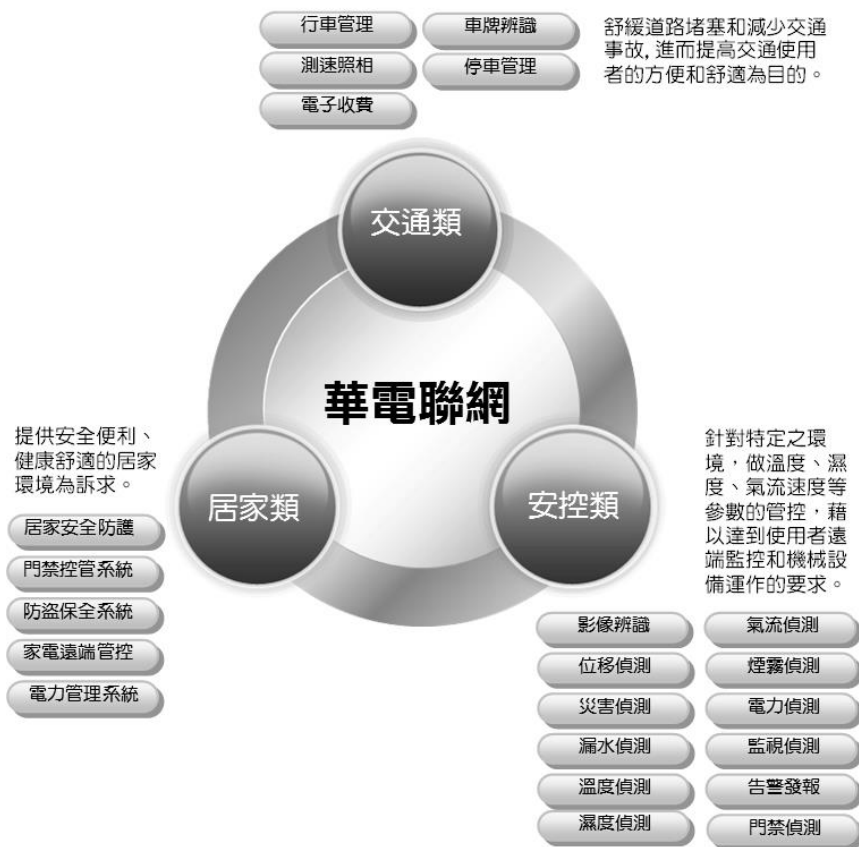 行車管理
車牌辨識
測速照相
停車管理
電子收費
舒緩道路堵塞和減少交通
事故,進而提高交通使用
者的方便和舒適為目的。
交通類
華電聯網
提供安全便利、
健康舒適的居家
環境為訴求。
居家類
居家安全防護
門禁控管系統
防盜保全系統
家電遠端管控
電力管理系統
安控類
針對特定之環
境，做溫度、濕
度、氣流速度等
參數的管控，藉
以達到使用者遠
端監控和機械設
備運作的要求。
影像辨識
氣流偵測
位移偵測
煙霧偵測
災害偵測
電力偵測
漏水偵測
監視偵測
溫度偵測
告警發報
濕度偵測
門禁偵測